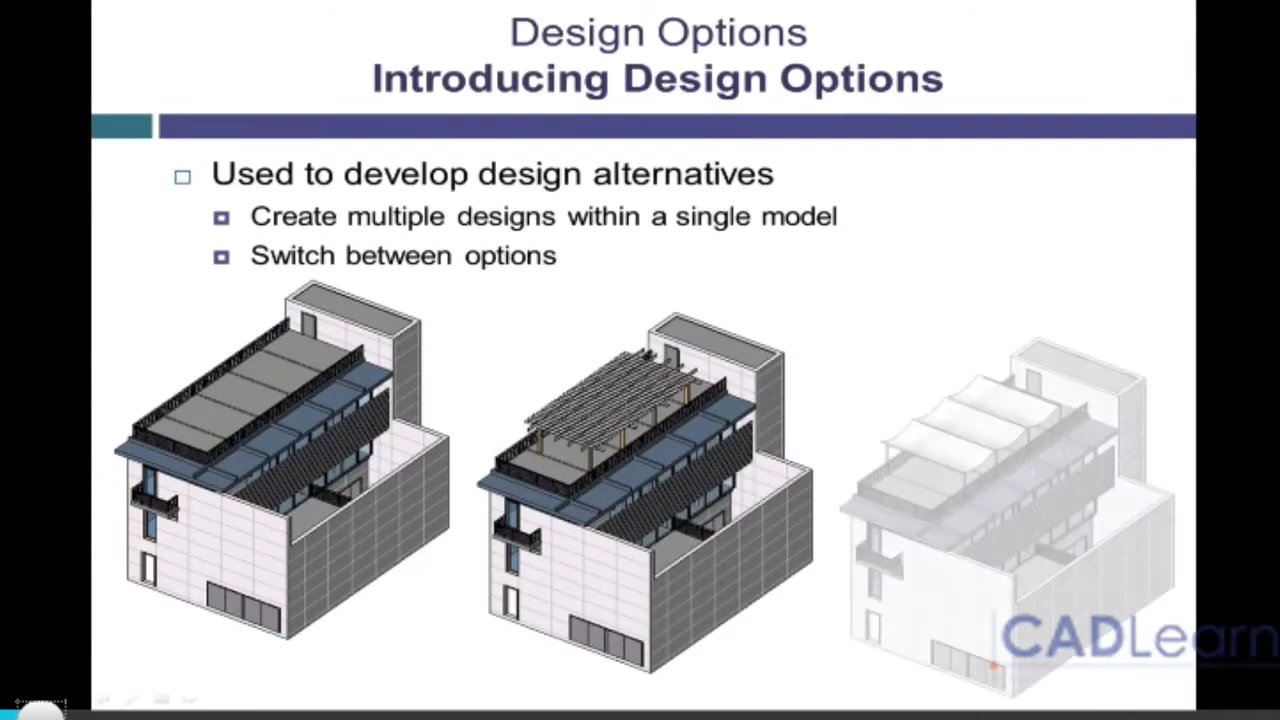 Design Options
Introducing Design Options
Used to develop design alternatives
Create multiple designs within a single model
Switch between options
CADLearn